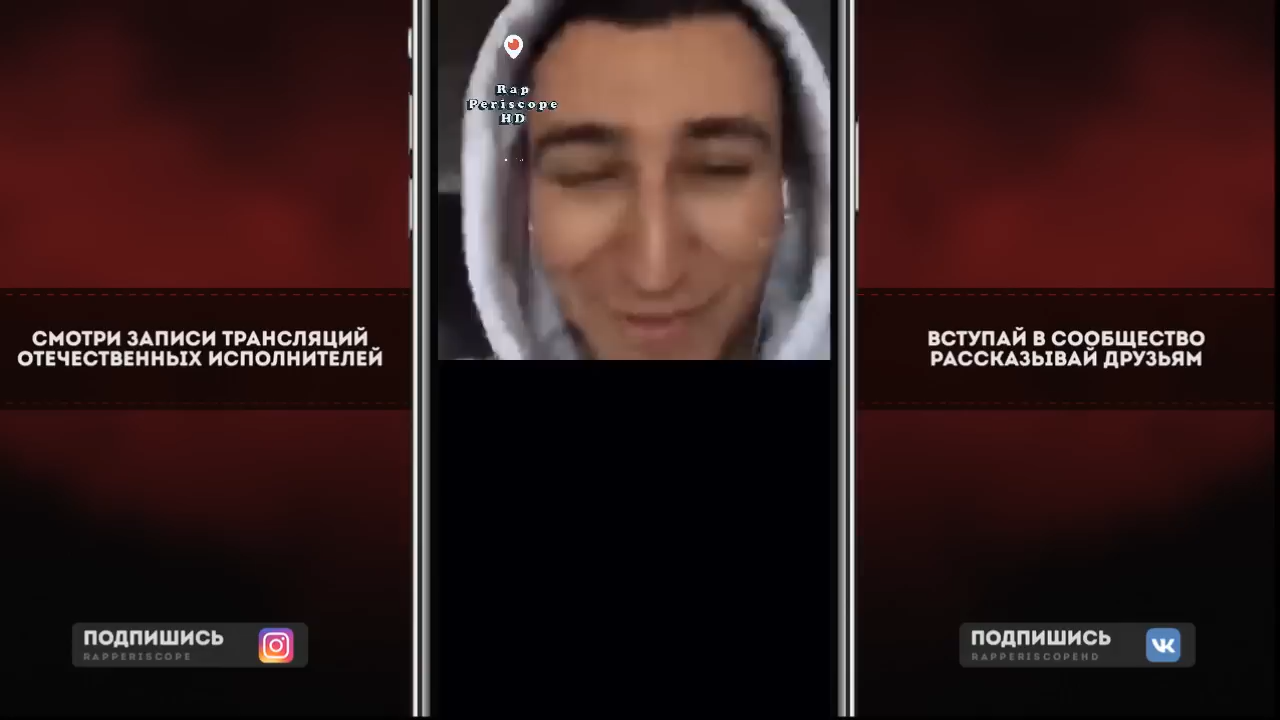 Rap
Periscope
HD
СМОТРИ ЗАПИСИ ТРАНСЛЯЦИЙ
ОТЕЧЕСТВЕННЫХ ИСПОЛНИТЕЛЕЙ
ВСТУПАЙ В СООБЩЕСТВО
РАССКАЗЫВАЙ ДРУЗЬЯМ
ПОДПИШИСЬ
RAPPERISCOPE
ПОДПИШИСЬ
RAPPERISCOPEHD